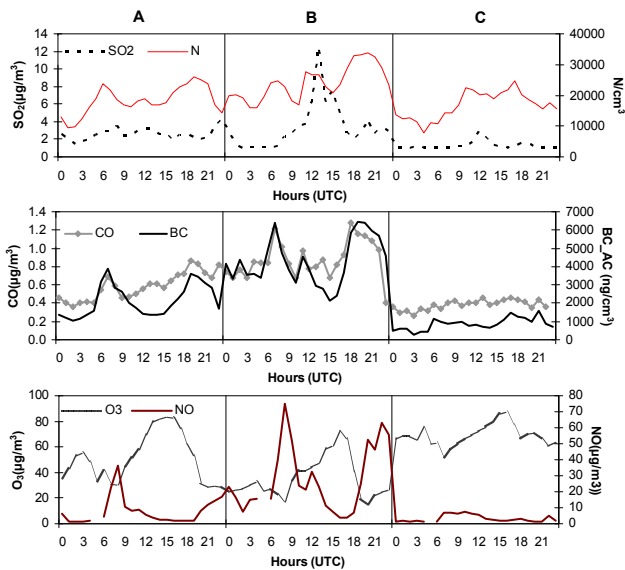 A B C
SO2 N
SO₂(μg/m³)
14
12
10
8
6
4
2
0
40000
30000
20000
10000
0
N/cm³
0 3 6 9 12 15 18 21 0 3 6 9 12 15 18 21 0 3 6 9 12 15 18 21
Hours (UTC)
CO BC
CO(μg/m³)
1.4
1.2
1.0
0.8
0.6
0.4
0.2
0.0
7000
6000
5000
4000
3000
2000
1000
0
BC_AC (ng/cm³)
0 3 6 9 12 15 18 21 0 3 6 9 12 15 18 21 0 3 6 9 12 15 18 21
Hours (UTC)
O3 NO
O₃(μg/m³)
100
80
60
40
20
0
80
70
60
50
40
30
20
10
0
NO(μg/m³))
0 3 6 9 12 15 18 21 0 3 6 9 12 15 18 21 0 3 6 9 12 15 18 21
Hours (UTC)